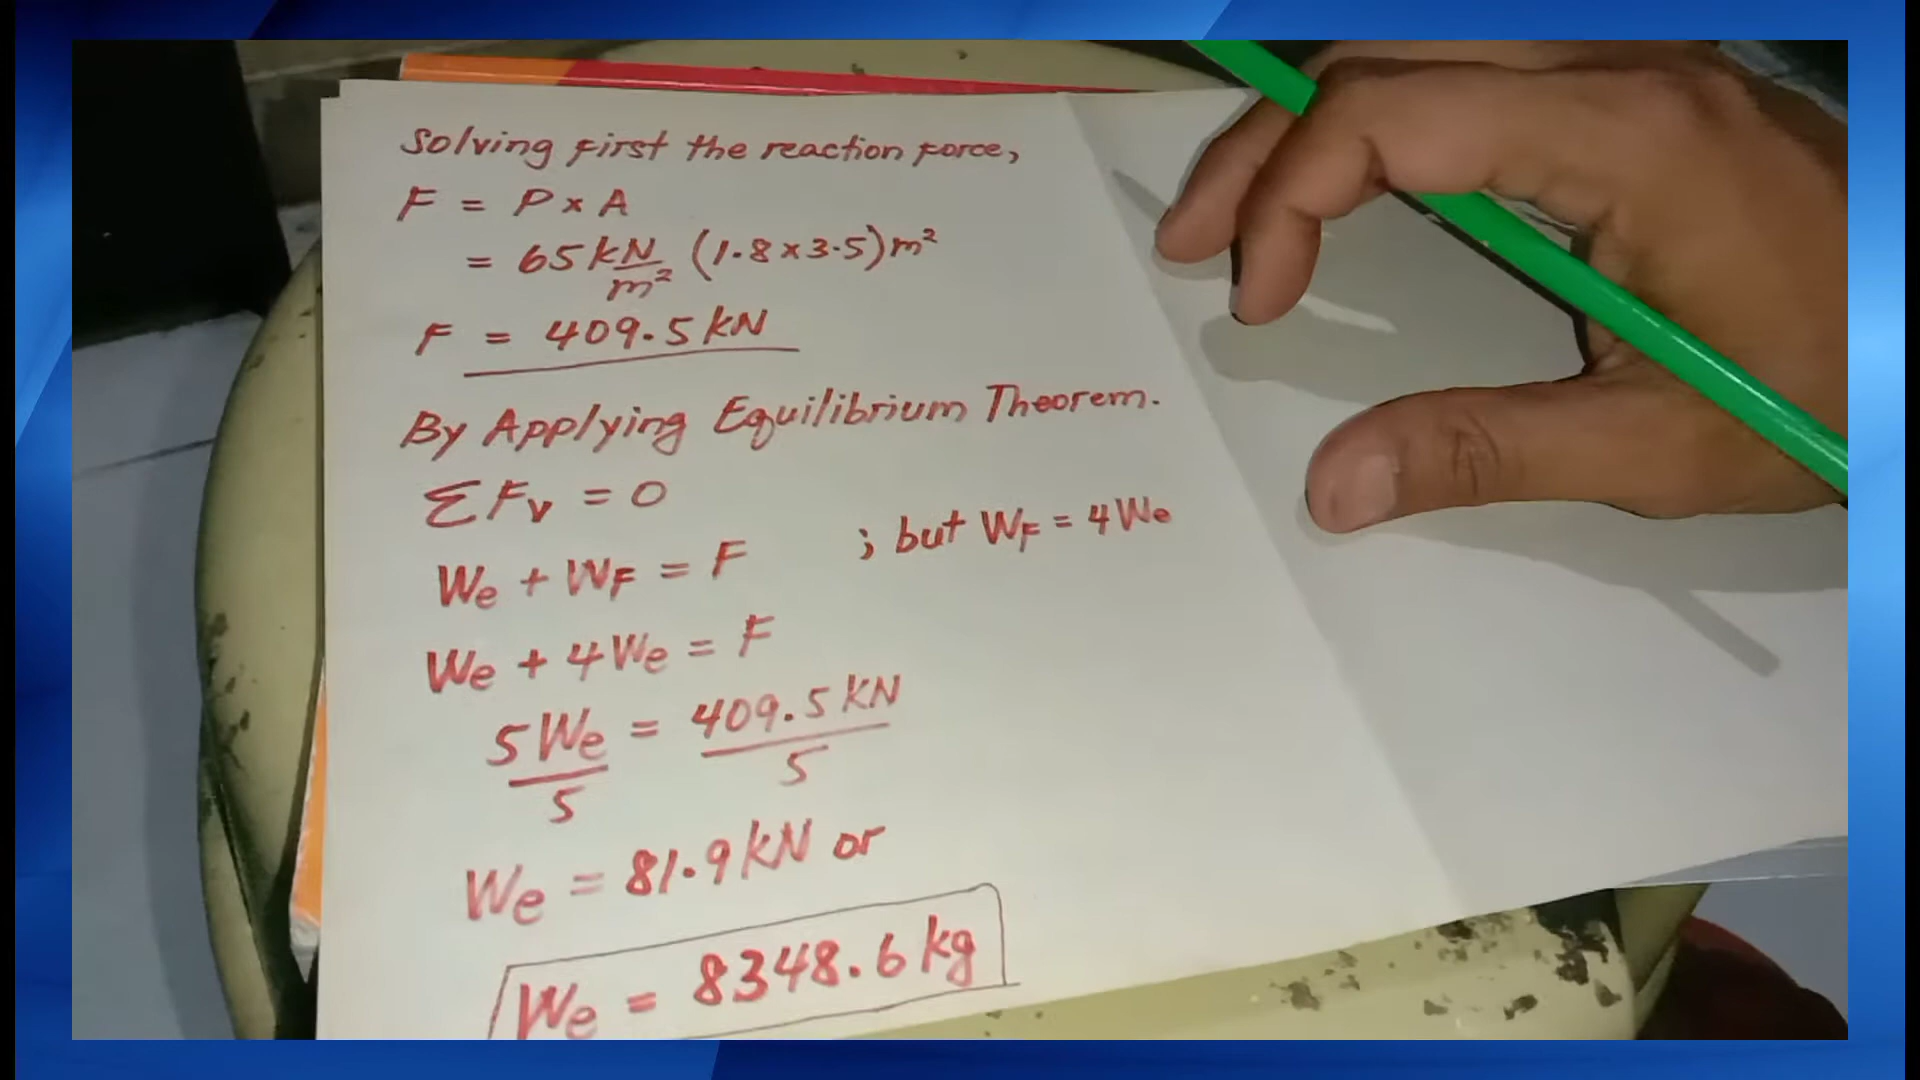 Solving first the reaction force,
F = P x A
= 65 kN/m² (1.8 x 3.5) m²
F = 409.5 kN
By Applying Equilibrium Theorem.
ΣFv = 0
We + WF = F ; but WF = 4We
We + 4We = F
5We/5 = 409.5 kN/5
We = 81.9 kN or
We = 8348.6 kg